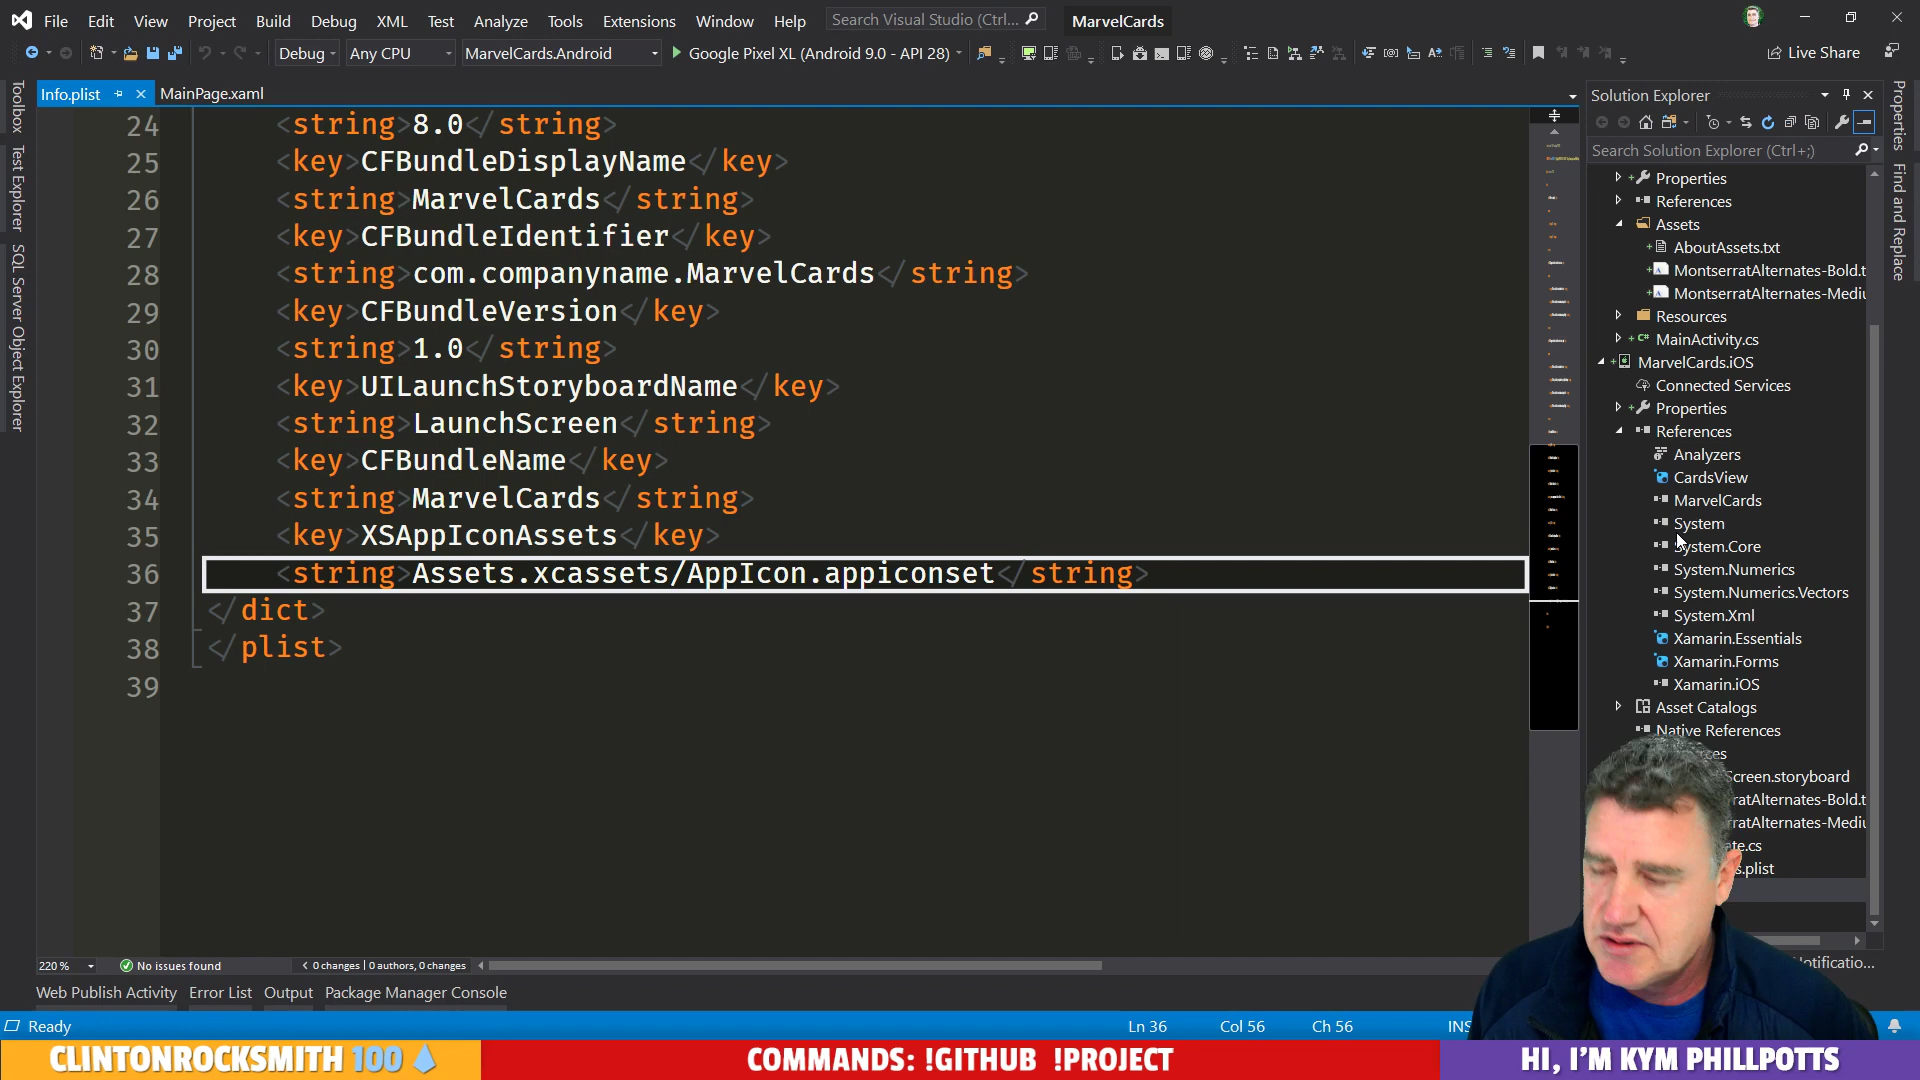 File Edit View Project Build Debug XML Test Analyze Tools Extensions Window Help Search Visual Studio (Ctrl... MarvelCards
Debug Any CPU MarvelCards.Android Google Pixel XL (Android 9.0 - API 28) Live Share
Info.plist MainPage.xaml
Toolbox
Test Explorer
SQL Server Object Explorer
24 <string>8.0</string>
25 <key>CFBundleDisplayName</key>
26 <string>MarvelCards</string>
27 <key>CFBundleIdentifier</key>
28 <string>com.companyname.MarvelCards</string>
29 <key>CFBundleVersion</key>
30 <string>1.0</string>
31 <key>UILaunchStoryboardName</key>
32 <string>LaunchScreen</string>
33 <key>CFBundleName</key>
34 <string>MarvelCards</string>
35 <key>XSAppIconAssets</key>
36 <string>Assets.xcassets/AppIcon.appiconset</string>
37 </dict>
38 </plist>
39
220 % No issues found 0 changes | 0 authors, 0 changes
Solution Explorer
Search Solution Explorer (Ctrl+;)
Properties
References
Assets
AboutAssets.txt
MontserratAlternates-Bold.t
MontserratAlternates-Mediu
Resources
MainActivity.cs
MarvelCards.iOS
Connected Services
Properties
References
Analyzers
CardsView
MarvelCards
System
System.Core
System.Numerics
System.Numerics.Vectors
System.Xml
Xamarin.Essentials
Xamarin.Forms
Xamarin.iOS
Asset Catalogs
Native References
Screen.storyboard
ratAlternates-Bold.t
ratAlternates-Mediu
te.cs
s.plist
Properties
Find and Replace
Web Publish Activity Error List Output Package Manager Console
Ready Ln 36 Col 56 Ch 56 INS
CLINTONROCKSMITH 100
COMMANDS: !GITHUB !PROJECT
HI, I'M KYM PHILLPOTTS